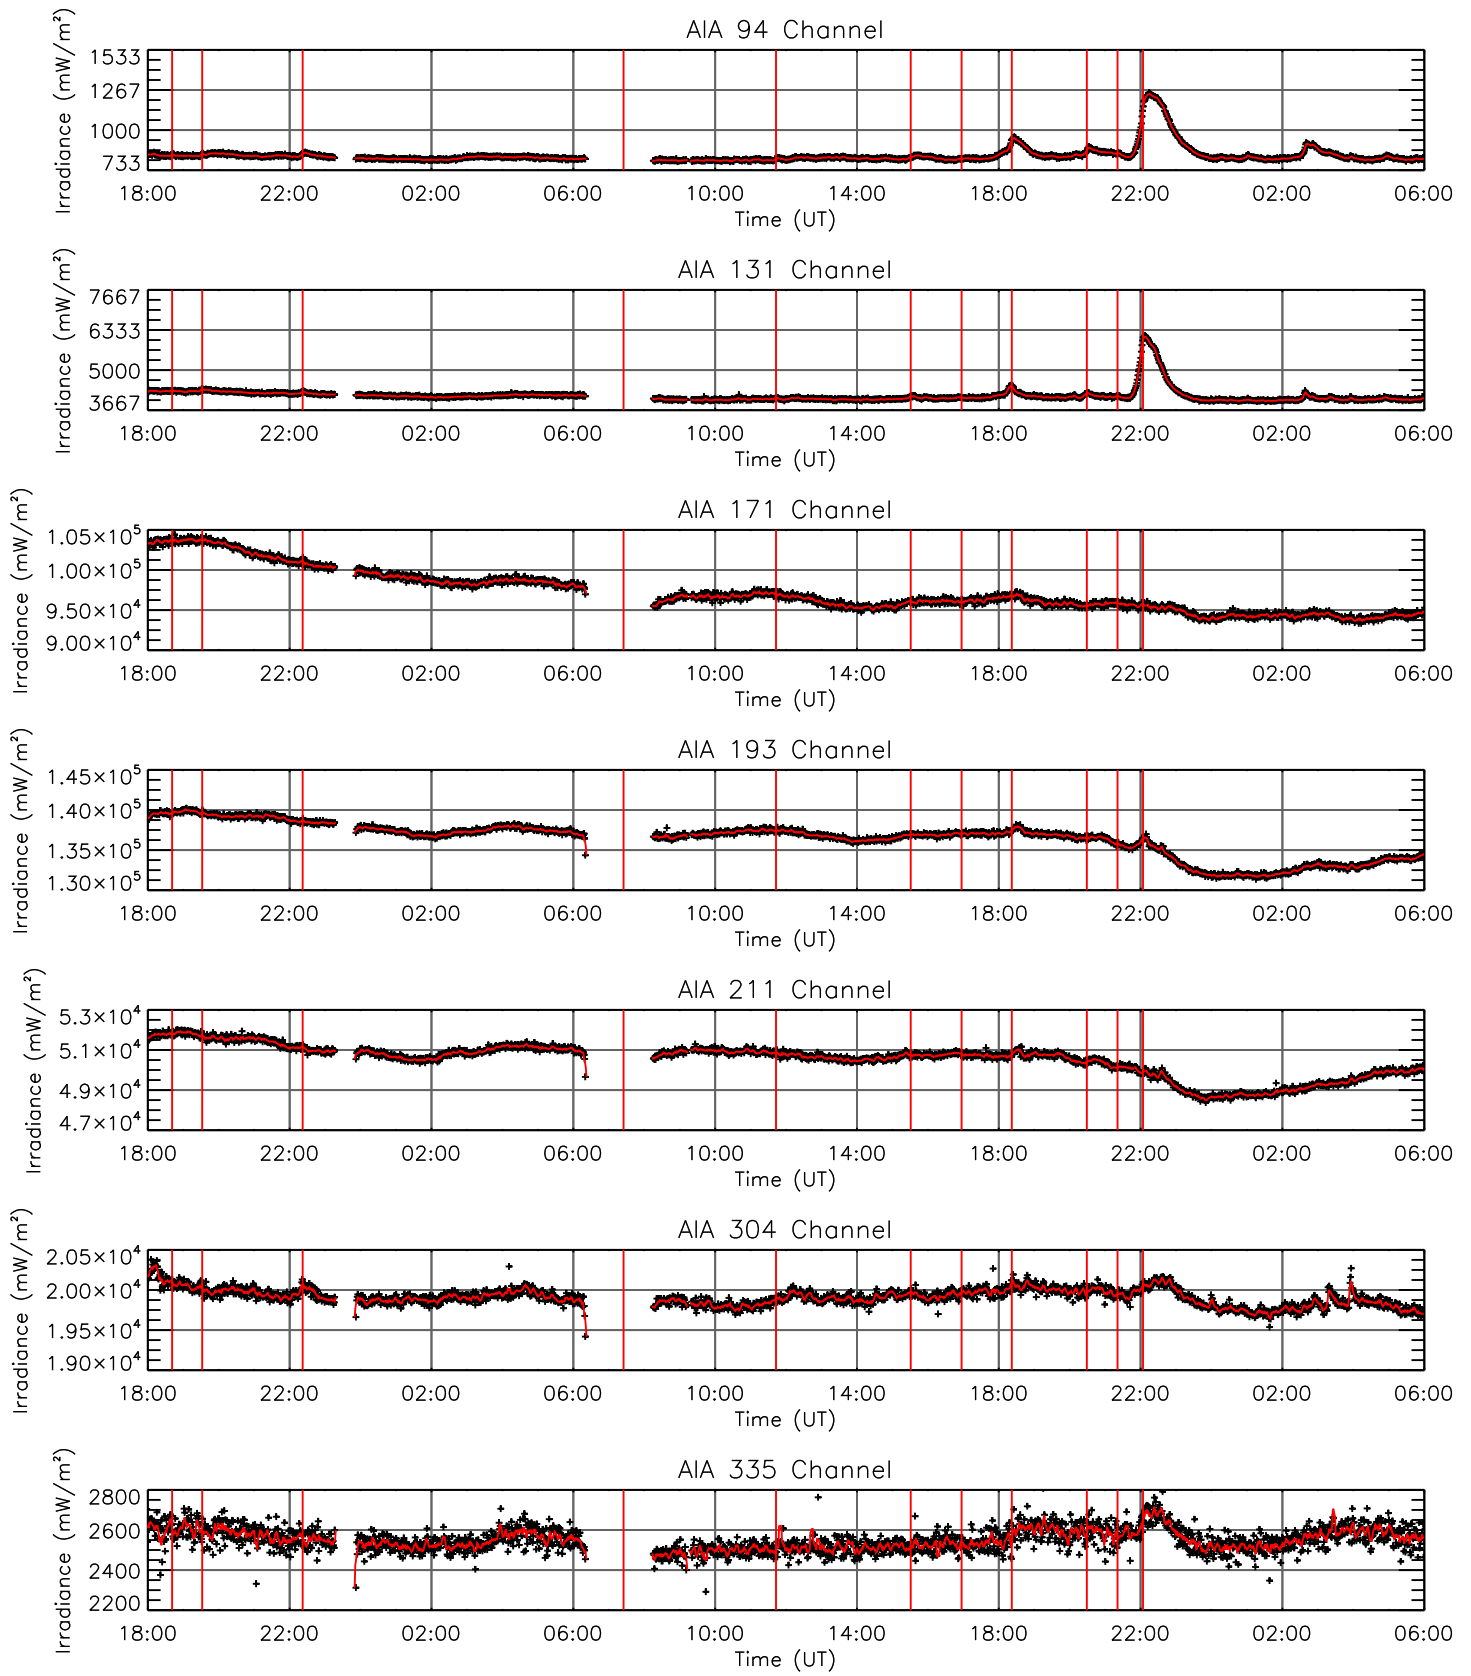 AIA 94 Channel
Irradiance (mW/m²)
1533
1267
1000
733
18:00 22:00 02:00 06:00 10:00 14:00 18:00 22:00 02:00 06:00
Time (UT)
AIA 131 Channel
Irradiance (mW/m²)
7667
6333
5000
3667
18:00 22:00 02:00 06:00 10:00 14:00 18:00 22:00 02:00 06:00
Time (UT)
AIA 171 Channel
Irradiance (mW/m²)
1.05×10⁵
1.00×10⁵
9.50×10⁴
9.00×10⁴
18:00 22:00 02:00 06:00 10:00 14:00 18:00 22:00 02:00 06:00
Time (UT)
AIA 193 Channel
Irradiance (mW/m²)
1.45×10⁵
1.40×10⁵
1.35×10⁵
1.30×10⁵
18:00 22:00 02:00 06:00 10:00 14:00 18:00 22:00 02:00 06:00
Time (UT)
AIA 211 Channel
Irradiance (mW/m²)
5.3×10⁴
5.1×10⁴
4.9×10⁴
4.7×10⁴
18:00 22:00 02:00 06:00 10:00 14:00 18:00 22:00 02:00 06:00
Time (UT)
AIA 304 Channel
Irradiance (mW/m²)
2.05×10⁴
2.00×10⁴
1.95×10⁴
1.90×10⁴
18:00 22:00 02:00 06:00 10:00 14:00 18:00 22:00 02:00 06:00
Time (UT)
AIA 335 Channel
Irradiance (mW/m²)
2800
2600
2400
2200
18:00 22:00 02:00 06:00 10:00 14:00 18:00 22:00 02:00 06:00
Time (UT)